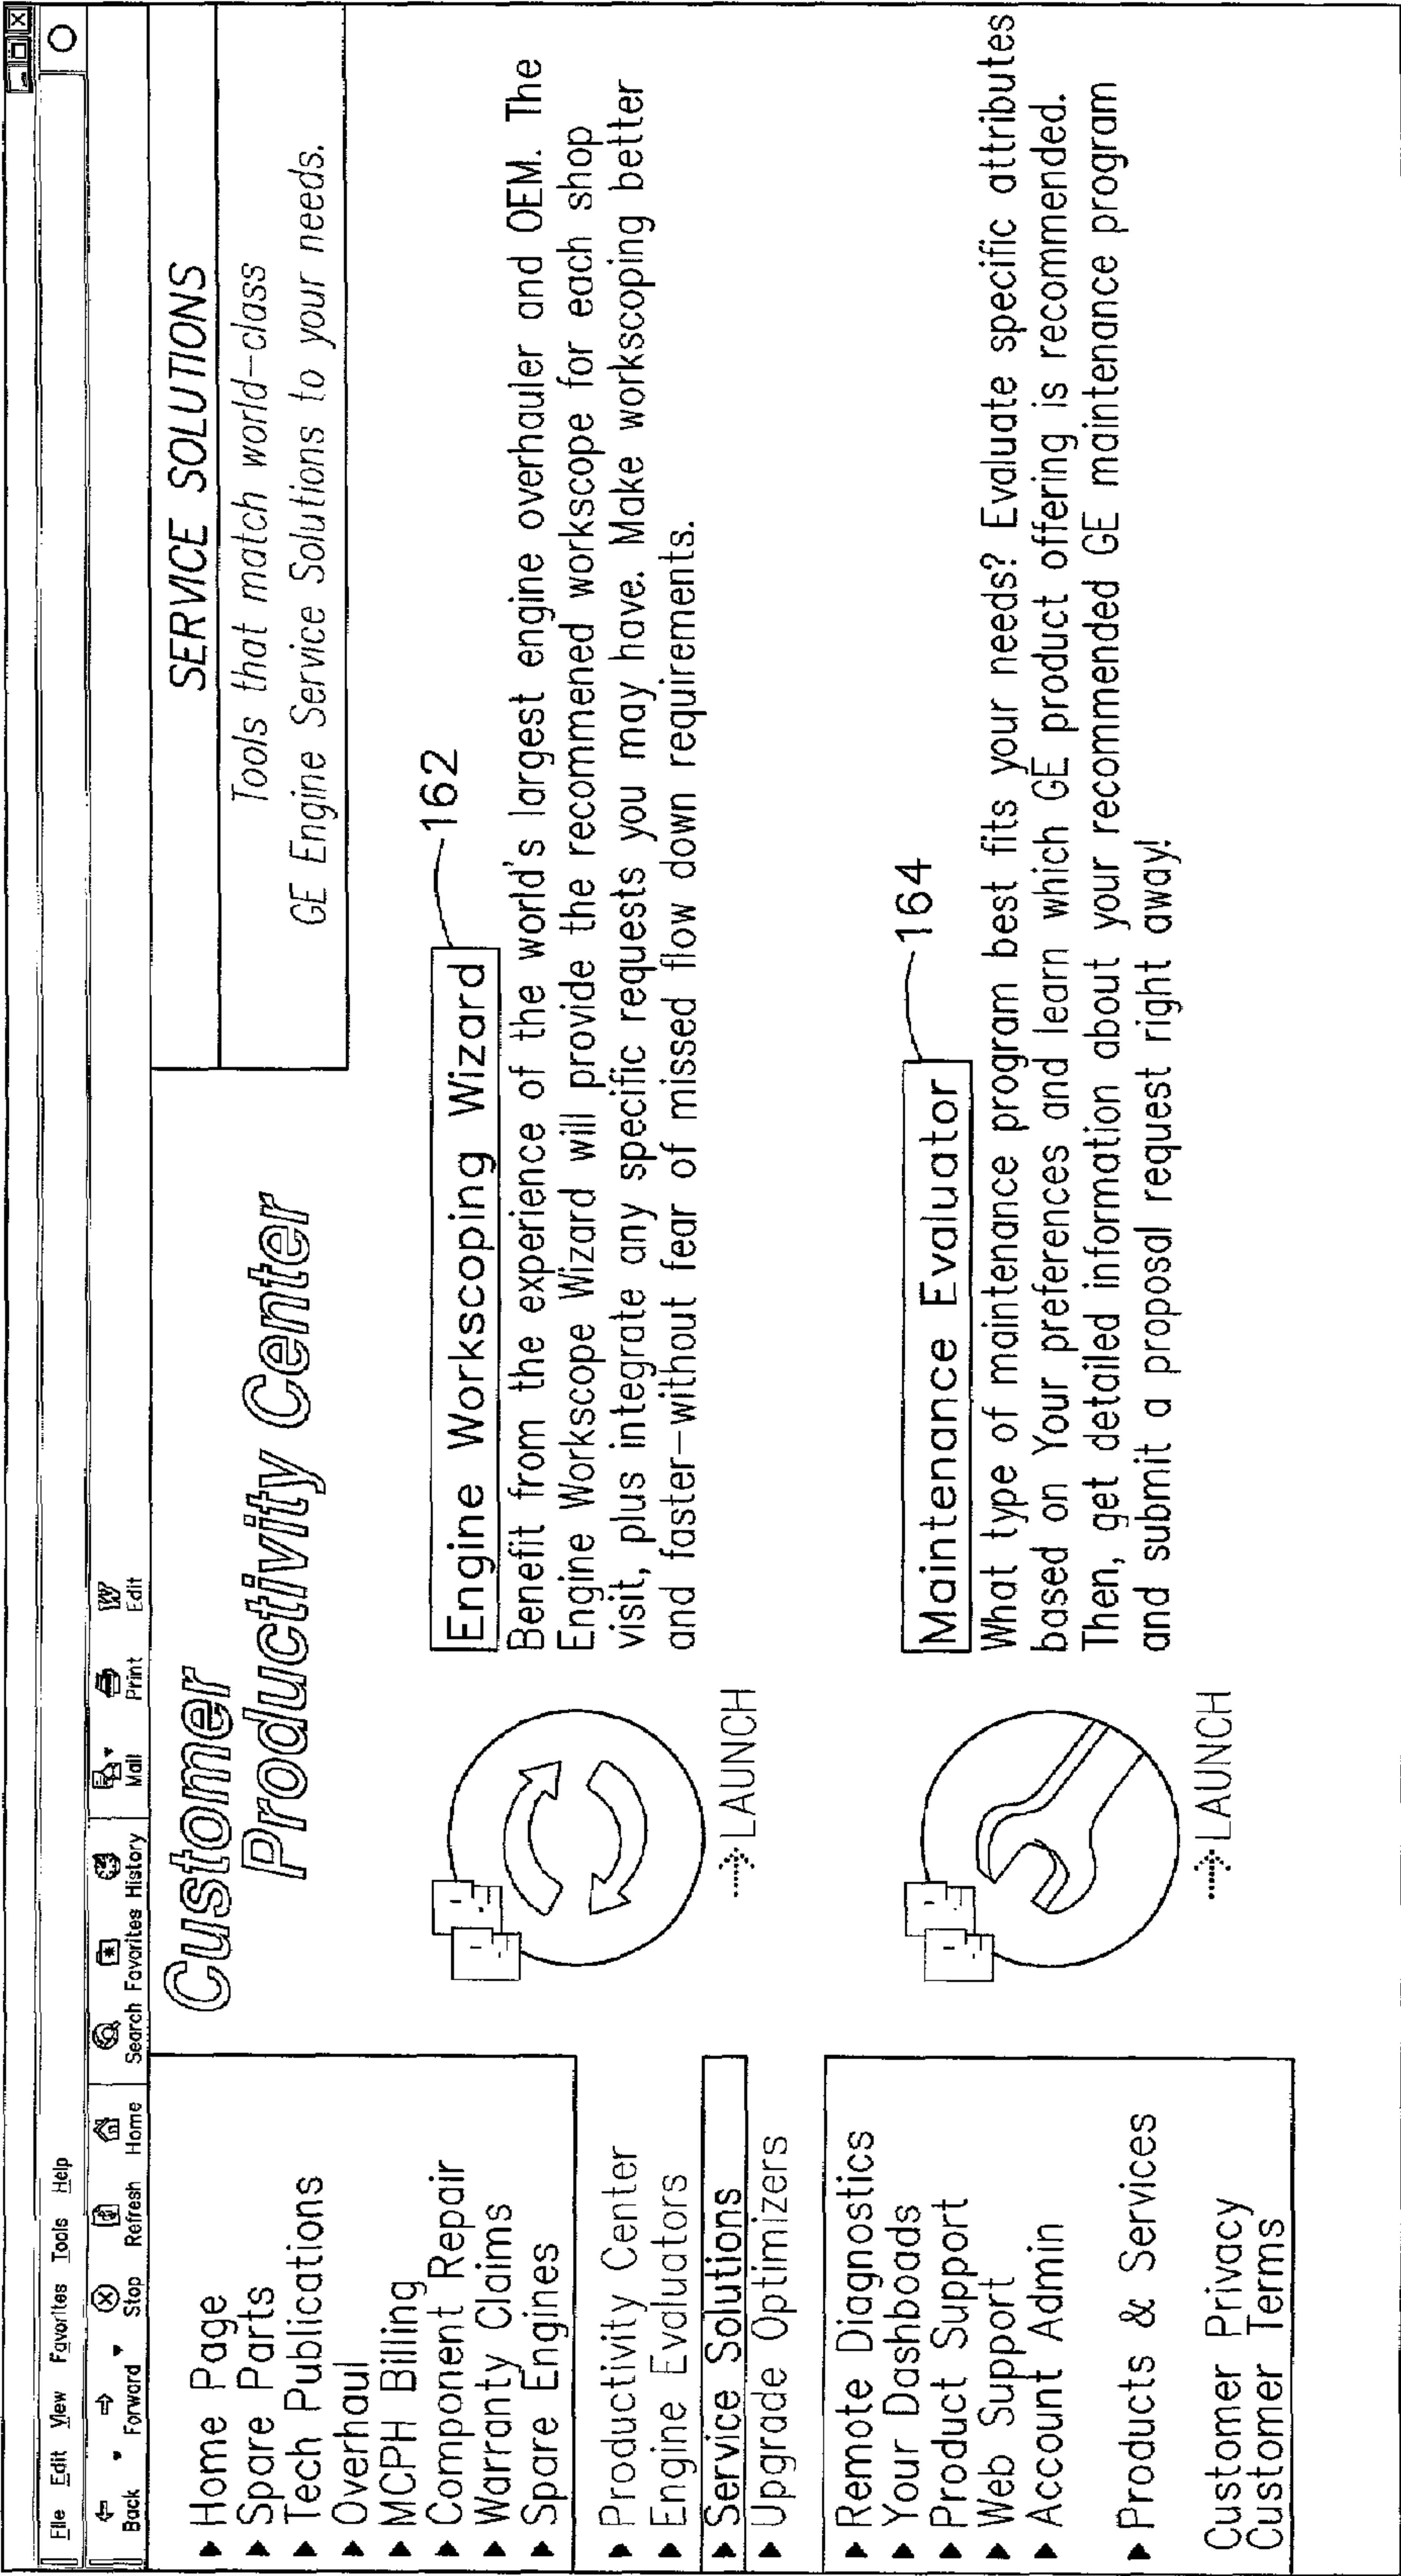 File Edit View Favorites Tools Help
Back Forward Stop Refresh Home Search Favorites History Mail Print Edit
Customer
Productivity Center
SERVICE SOLUTIONS
Tools that match world-class
GE Engine Service Solutions to your needs.
Home Page
Spare Parts
Tech Publications
Overhaul
MCPH Billing
Component Repair
Warranty Claims
Spare Engines
Productivity Center
Engine Evaluators
Service Solutions
Upgrade Optimizers
Remote Diagnostics
Your Dashboads
Product Support
Web Support
Account Admin
Products & Services
Customer Privacy
Customer Terms
LAUNCH
Engine Workscoping Wizard
162
Benefit from the experience of the world's largest engine overhauler and OEM. The
Engine Workscope Wizard will provide the recommened workscope for each shop
visit, plus integrate any specific requests you may have. Make workscoping better
and faster-without fear of missed flow down requirements.
LAUNCH
Maintenance Evaluator
164
What type of maintenance program best fits your needs? Evaluate specific attributes
based on Your preferences and learn which GE product offering is recommended.
Then, get detailed information about your recommended GE maintenance program
and submit a proposal request right away!